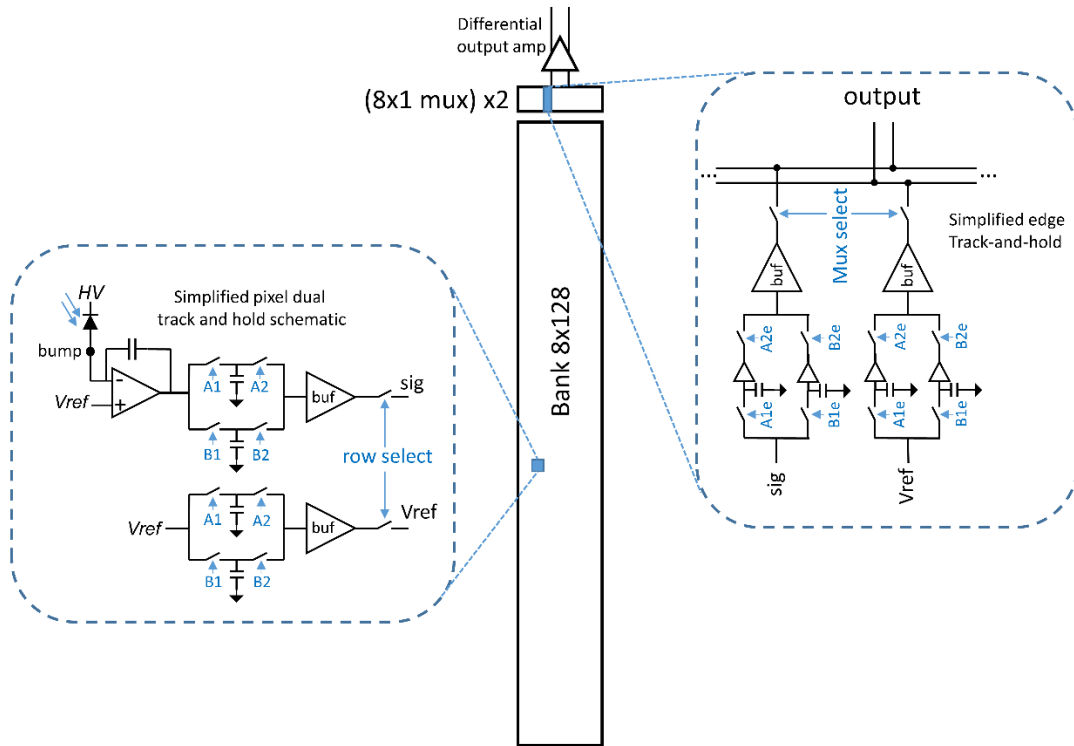 Differential
output amp
(8x1 mux) x2
output
...
...
Mux select
Simplified edge
Track-and-hold
buf
buf
A2e
B2e
A2e
B2e
A1e
B1e
A1e
B1e
sig
Vref
Bank 8x128
HV
Simplified pixel dual
track and hold schematic
bump
-
+
Vref
A1
A2
buf
sig
B1
B2
row select
Vref
A1
A2
buf
Vref
B1
B2